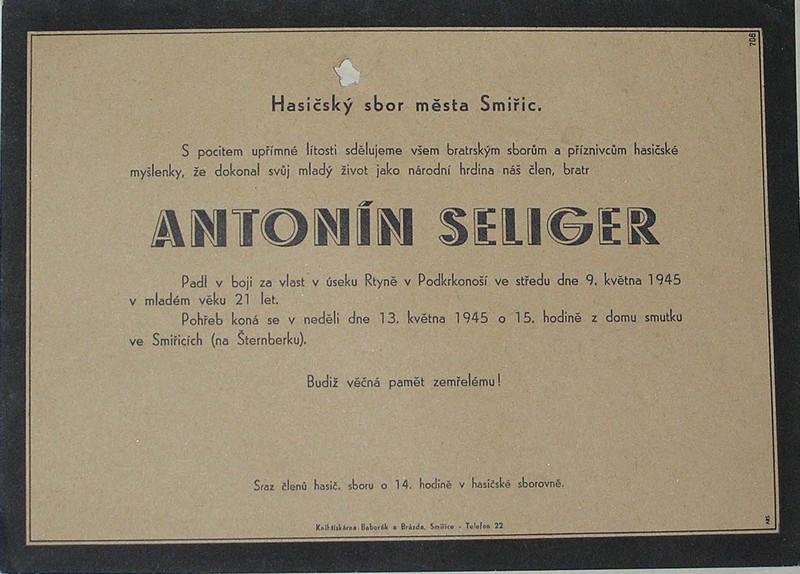 708
Hasičský sbor města Smiřic.
S pocitem upřímné lítosti sdělujeme všem bratrským sborům a příznivcům hasičské
myšlenky, že dokonal svůj mladý život jako národní hrdina náš člen, bratr
ANTONÍN SELIGER
Padl v boji za vlast v úseku Rtyně v Podkrkonoší ve středu dne 9. května 1945
v mladém věku 21 let.
Pohřeb koná se v neděli dne 13. května 1945 o 15. hodině z domu smutku
ve Smiřicích (na Šternberku).
Budiž věčná pamět zemřelému!
Sraz členů hasič. sboru o 14. hodině v hasičské sborovně.
Knihtiskárna Baborák a Brázda, Smiřice - Telefon 22